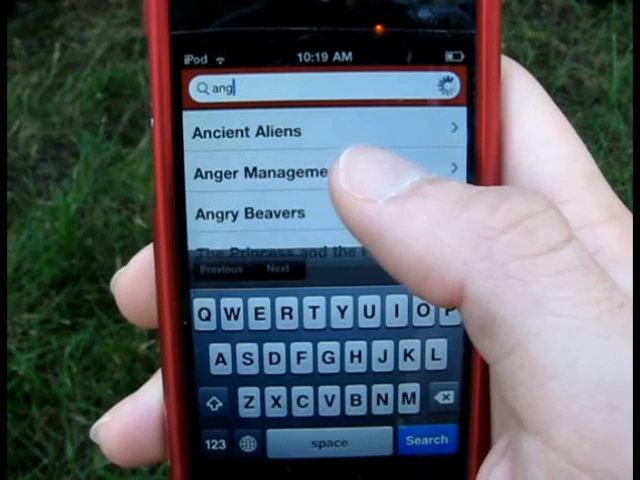 iPod 10:19 AM
ang
Ancient Aliens
Anger Manageme
Angry Beavers
The Princess and the
Previous Next
Q W E R T Y U I O P
A S D F G H J K L
Z X C V B N M
123 space Search